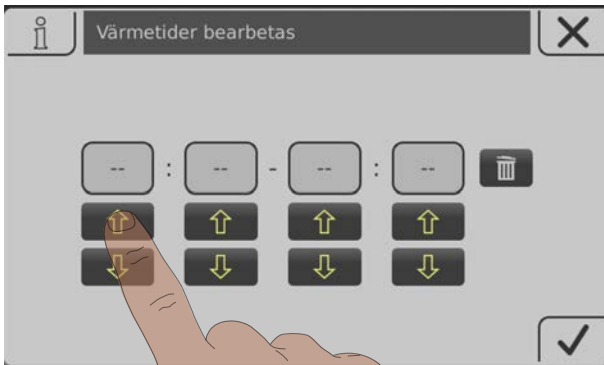 Värmetider bearbetas
-- : -- - -- : --